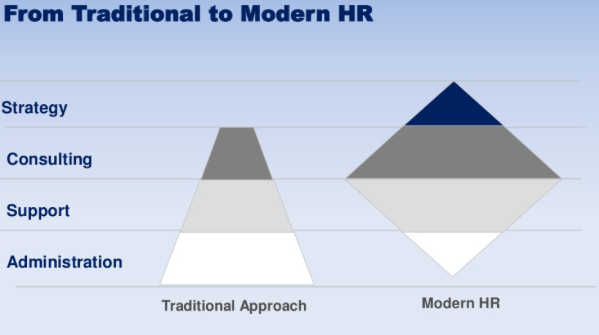 From Traditional to Modern HR
Strategy
Consulting
Support
Administration
Traditional Approach
Modern HR